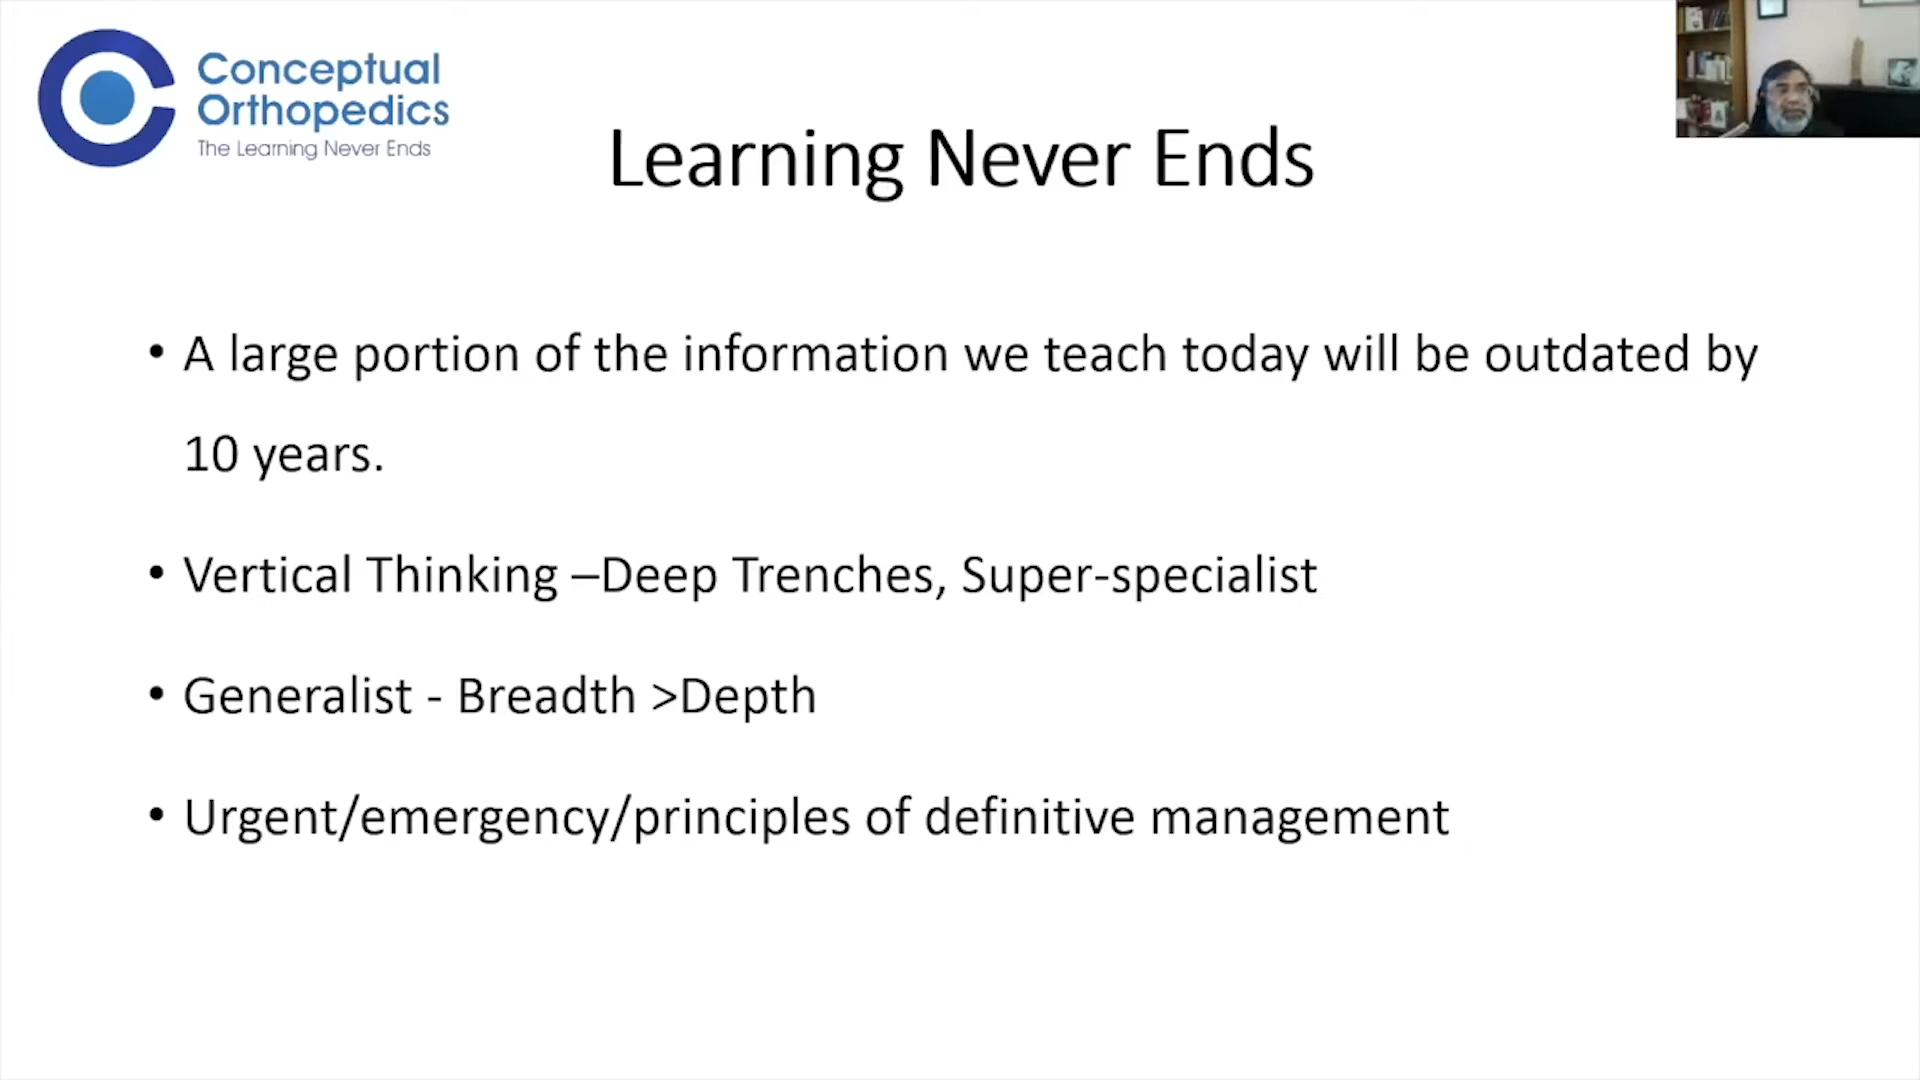 Conceptual
Orthopedics
The Learning Never Ends
Learning Never Ends
• A large portion of the information we teach today will be outdated by
10 years.
• Vertical Thinking –Deep Trenches, Super-specialist
• Generalist - Breadth >Depth
• Urgent/emergency/principles of definitive management